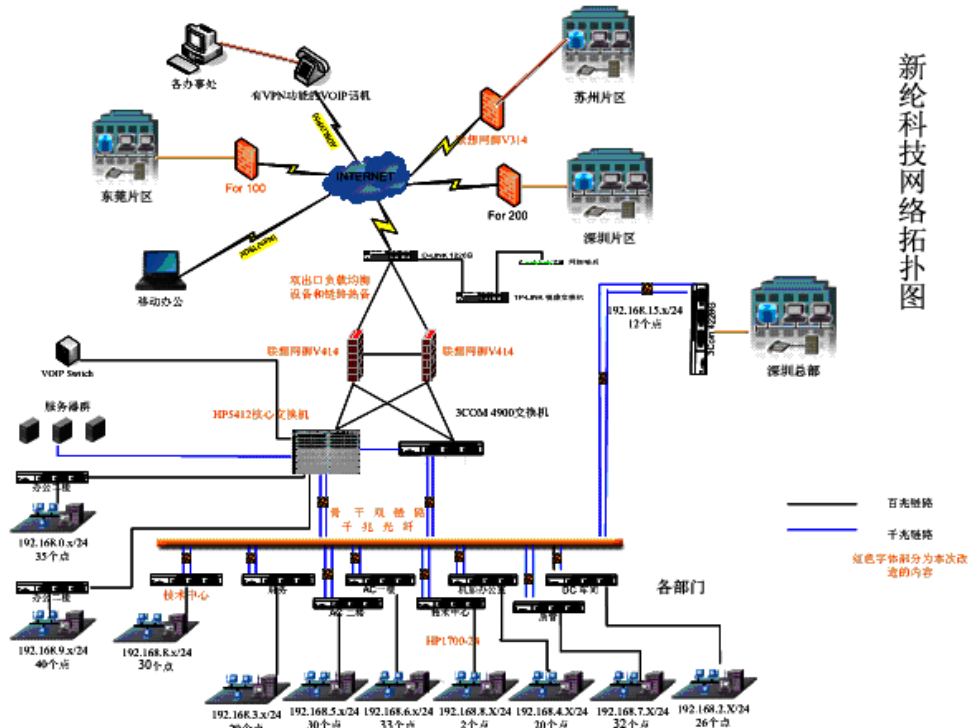 新纶科技网络拓扑图
各办事处
有VPN功能的VOIP话机
苏州片区
联想网御V314
东莞片区
For 100
INTERNET
For 200
深圳片区
移动办公
双出口负载均衡
设备和链路热备
192.168.15.x/24
12个点
深圳总部
联想网御V414
联想网御V414
VOIP Switch
服务器群
HP5412核心交换机
3COM 4900交换机
192.168.0.x/24
35个点
骨干双链路
千兆光纤
百兆链路
千兆链路
红色字体部分为本次改
造的内容
技术中心
各部门
HP1700-24
192.168.9.x/24
40个点
192.168.8.x/24
30个点
192.168.3.x/24
192.168.5.x/24
30个点
192.168.6.x/24
33个点
192.168.8.X/24
2个点
192.168.4.X/24
20个点
192.168.7.X/24
32个点
192.168.2.X/24
26个点